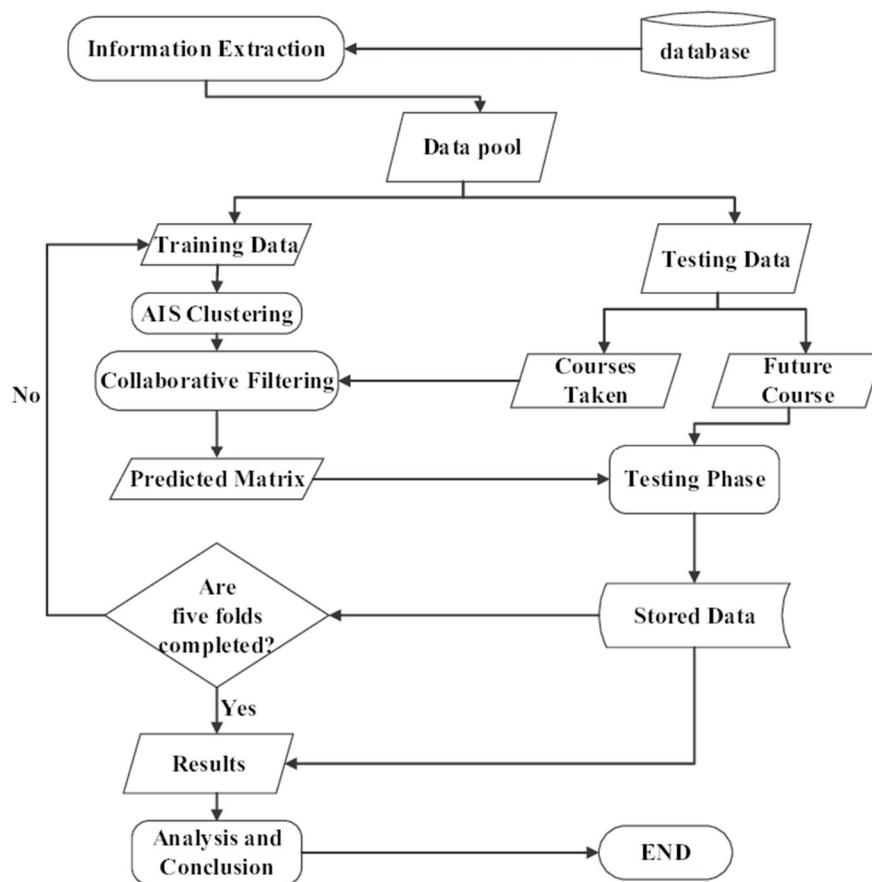 Information Extraction
database
Data pool
Training Data
Testing Data
AIS Clustering
Collaborative Filtering
Courses
Taken
Future
Course
No
Predicted Matrix
Testing Phase
Are
five folds
completed?
Stored Data
Yes
Results
Analysis and
Conclusion
END